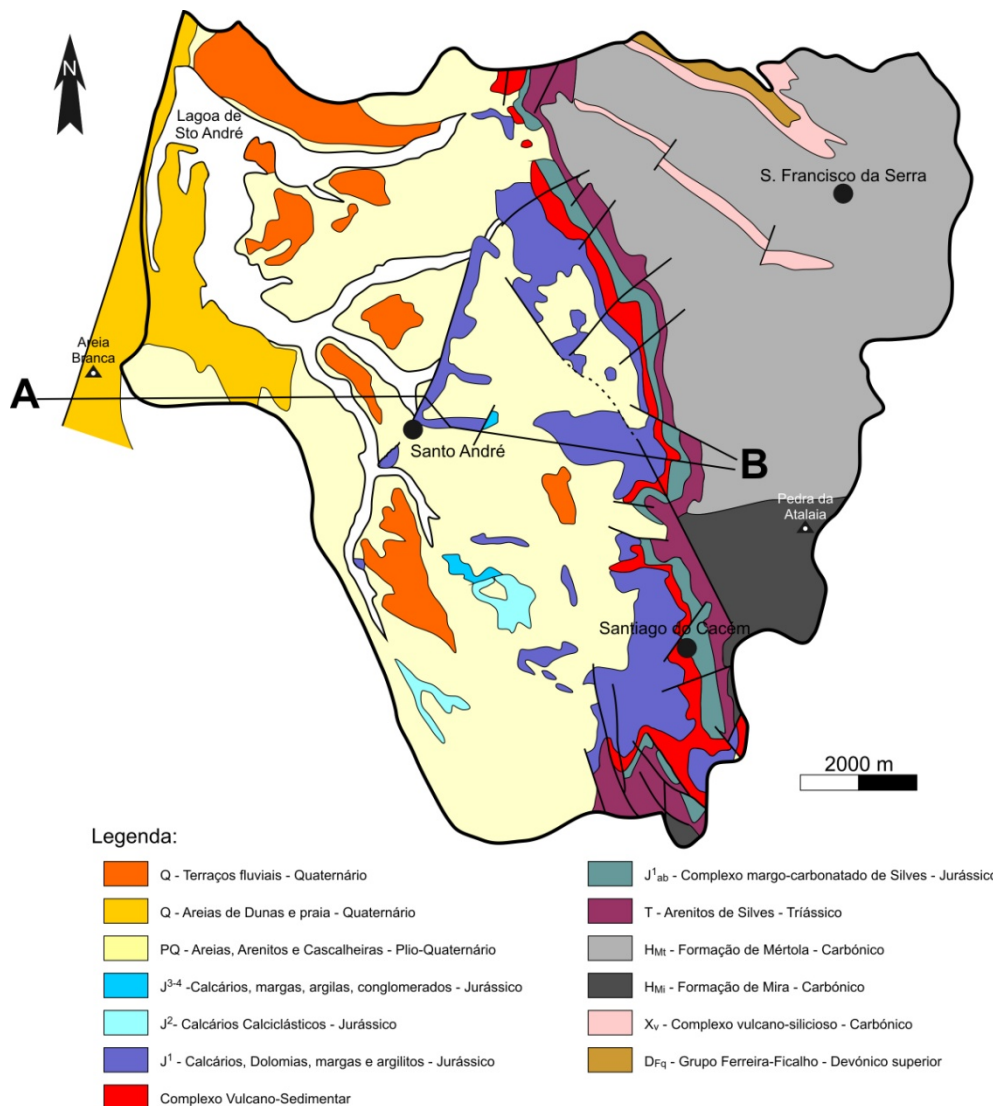 N
Lagoa de
Sto André
S. Francisco da Serra
Areia
Branca
A
Santo André
B
Pedra da
Atalaia
Santiago do Cacém
2000 m
Legenda:
Q - Terraços fluviais - Quaternário
Q - Areias de Dunas e praia - Quaternário
PQ - Areias, Arenitos e Cascalheiras - Plio-Quaternário
J3-4 -Calcários, margas, argilas, conglomerados - Jurássico
J2- Calcários Calciclásticos - Jurássico
J1 - Calcários, Dolomias, margas e argilitos - Jurássico
Complexo Vulcano-Sedimentar
J1ab - Complexo margo-carbonatado de Silves - Jurássico
T - Arenitos de Silves - Tríássico
HMt - Formação de Mértola - Carbónico
HMi - Formação de Mira - Carbónico
Xv - Complexo vulcano-silicioso - Carbónico
DFq - Grupo Ferreira-Ficalho - Devónico superior